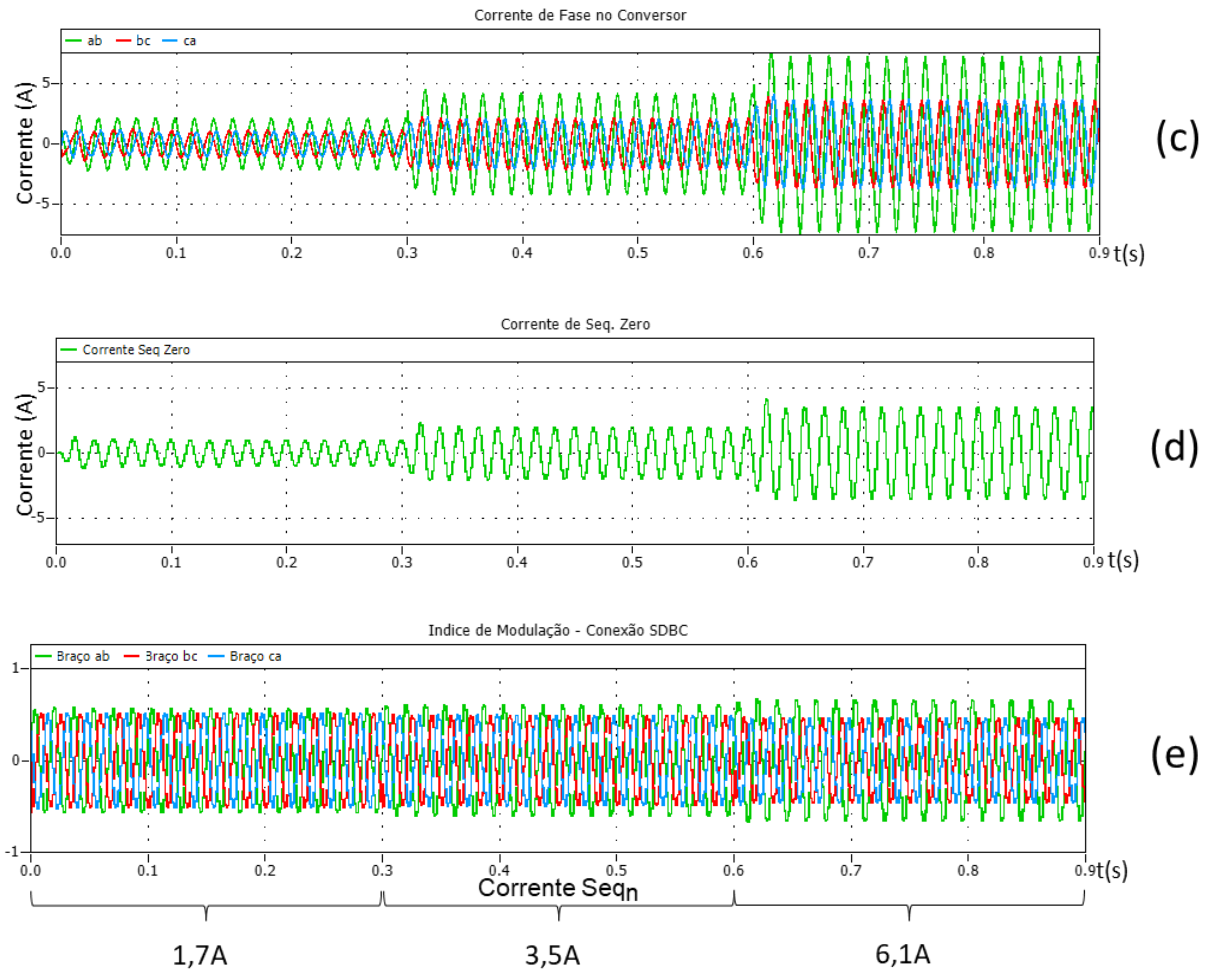 Corrente de Fase no Conversor
ab bc ca
Corrente (A)
5
0
-5
0.0 0.1 0.2 0.3 0.4 0.5 0.6 0.7 0.8 0.9 t(s)
(c)
Corrente de Seq. Zero
Corrente Seq Zero
Corrente (A)
5
0
-5
0.0 0.1 0.2 0.3 0.4 0.5 0.6 0.7 0.8 0.9 t(s)
(d)
Indice de Modulação - Conexão SDBC
Braço ab Braço bc Braço ca
1
0
-1
0.0 0.1 0.2 0.3 0.4 0.5 0.6 0.7 0.8 0.9 t(s)
(e)
Corrente Seqn
1,7A 3,5A 6,1A